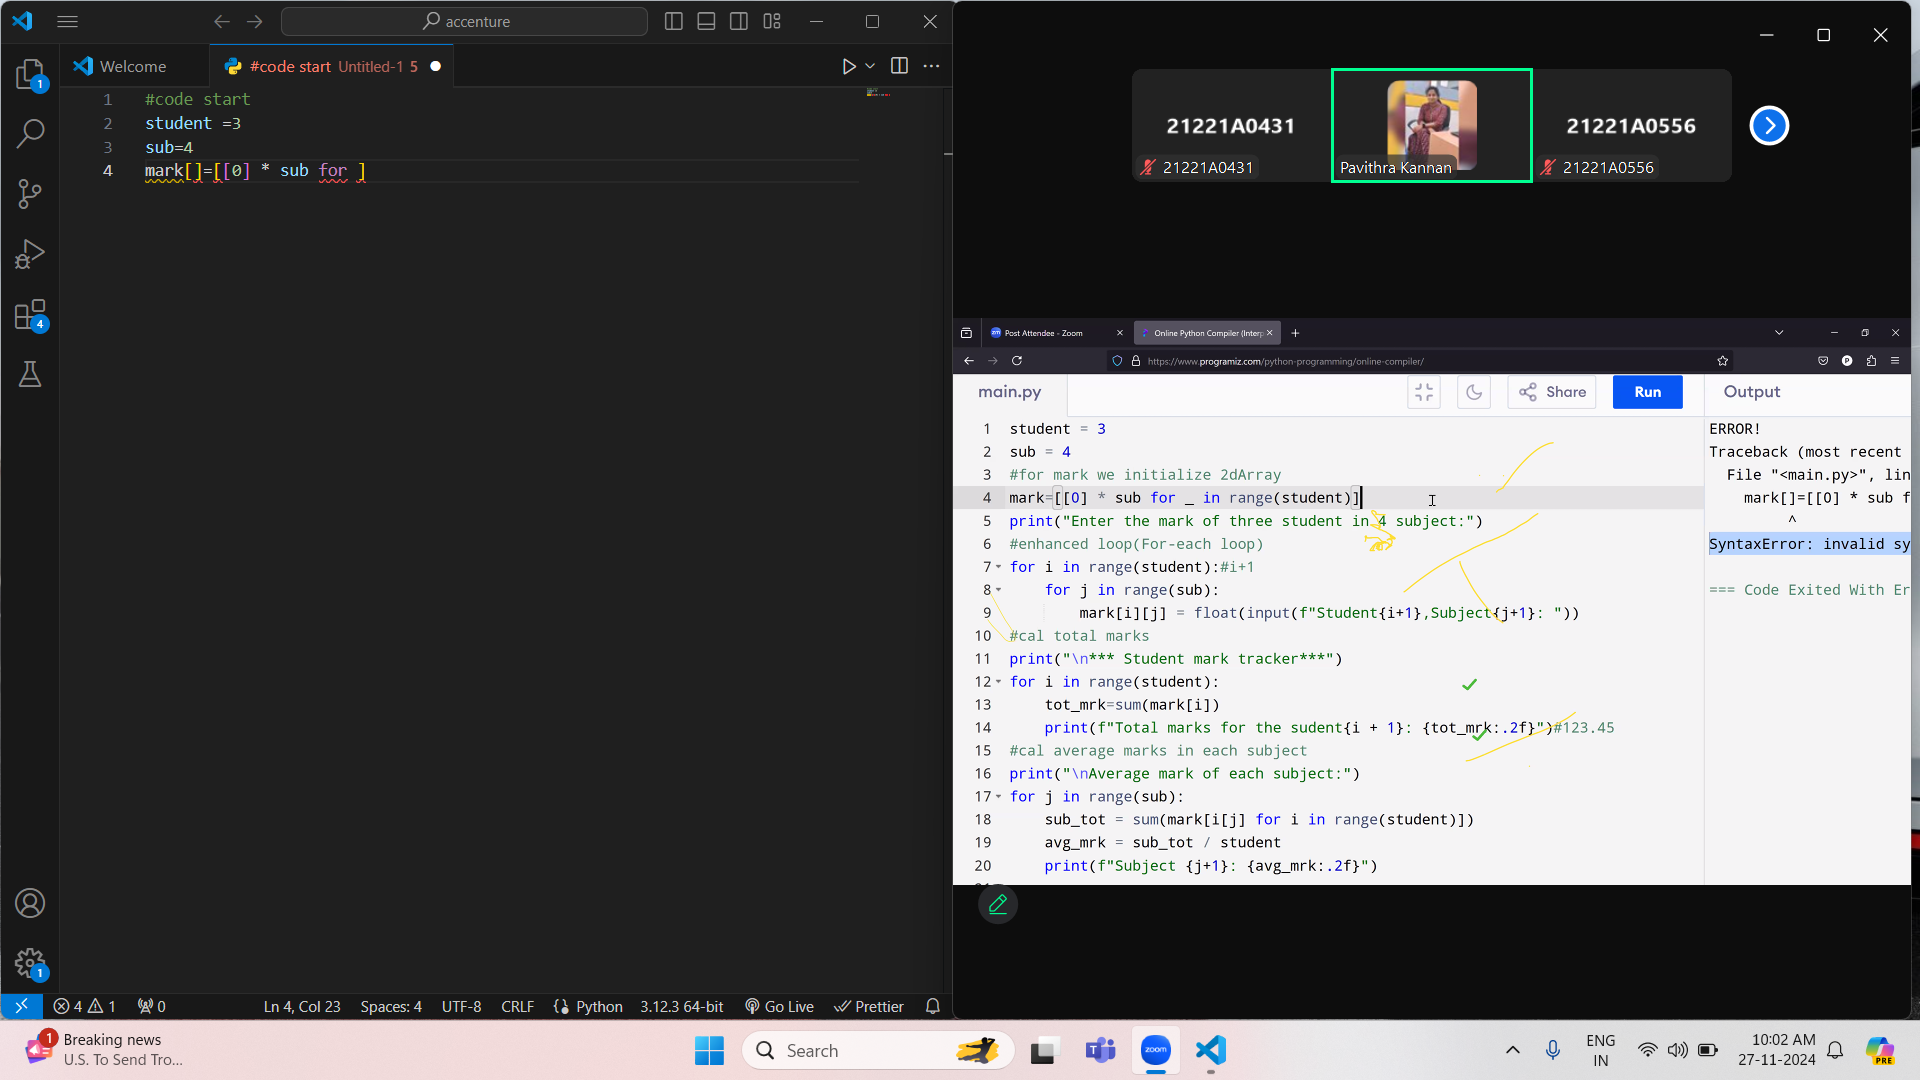 accenture
Welcome
#code start Untitled-1 5
1 #code start
2 student =3
3 sub=4
4 mark[]=[[0] * sub for ]
1
4
1
4 1 0
Ln 4, Col 23 Spaces: 4 UTF-8 CRLF Python 3.12.3 64-bit Go Live Prettier
21221A0431
21221A0431
Pavithra Kannan
21221A0556
21221A0556
Post Attendee - Zoom
Online Python Compiler (Interp
https://www.programiz.com/python-programming/online-compiler/
main.py
Share
Run
Output
1 student = 3
2 sub = 4
3 #for mark we initialize 2dArray
4 mark=[[0] * sub for _ in range(student)]
5 print("Enter the mark of three student in 4 subject:")
6 #enhanced loop(For-each loop)
7 for i in range(student):#i+1
8 for j in range(sub):
9 mark[i][j] = float(input(f"Student{i+1},Subject{j+1}: "))
10 #cal total marks
11 print("\n*** Student mark tracker***")
12 for i in range(student):
13 tot_mrk=sum(mark[i])
14 print(f"Total marks for the sudent{i + 1}: {tot_mrk:.2f}")#123.45
15 #cal average marks in each subject
16 print("\nAverage mark of each subject:")
17 for j in range(sub):
18 sub_tot = sum(mark[i[j] for i in range(student)])
19 avg_mrk = sub_tot / student
20 print(f"Subject {j+1}: {avg_mrk:.2f}")
ERROR!
Traceback (most recent
File "<main.py>", lin
mark[]=[[0] * sub f
^
SyntaxError: invalid sy
=== Code Exited With Er
1
Breaking news
U.S. To Send Tro...
Search
zoom
ENG
IN
10:02 AM
27-11-2024
PRE